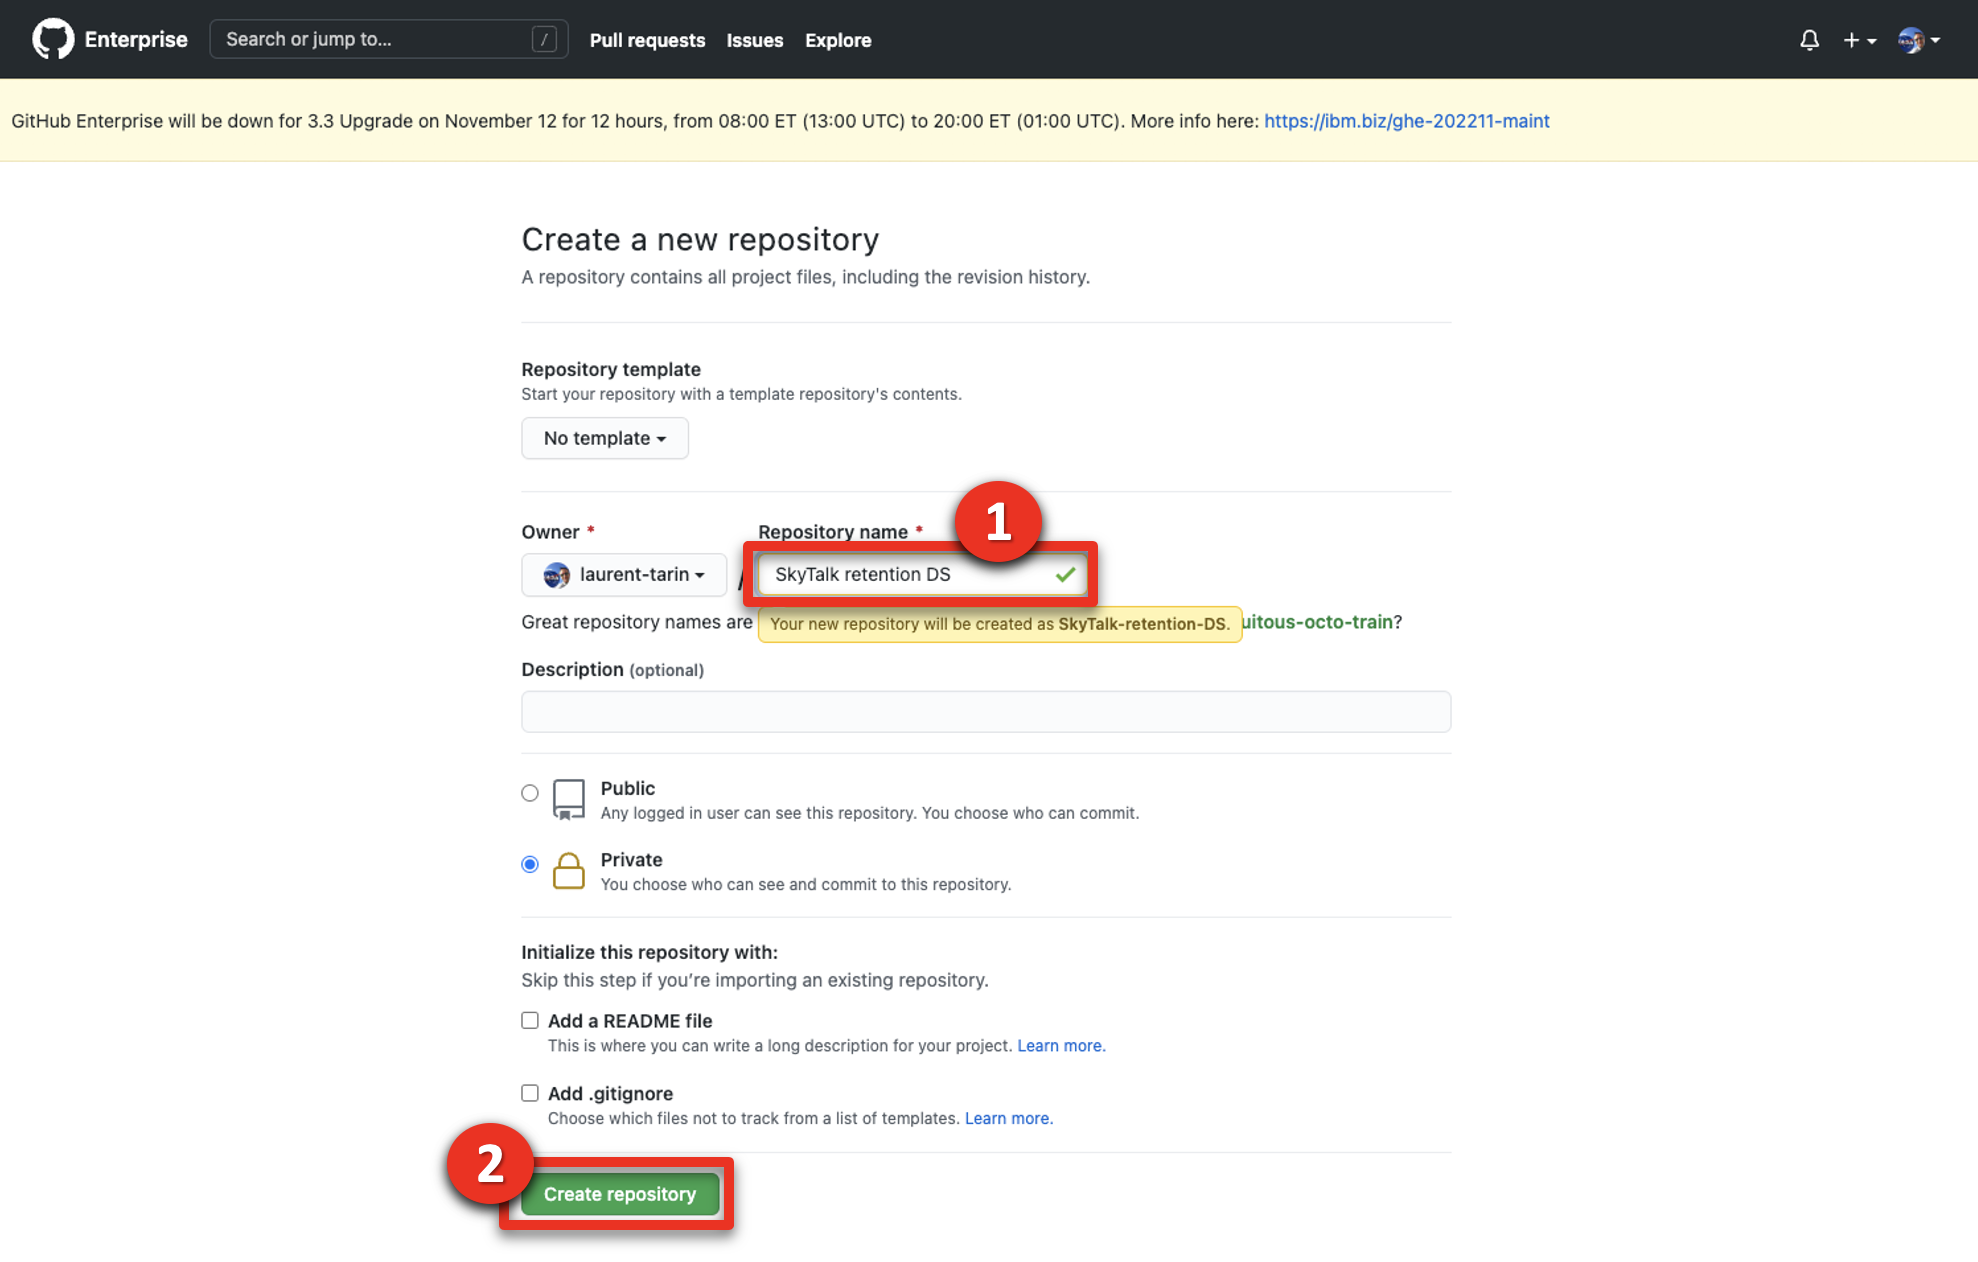 Enterprise Search or jump to... / Pull requests Issues Explore
GitHub Enterprise will be down for 3.3 Upgrade on November 12 for 12 hours, from 08:00 ET (13:00 UTC) to 20:00 ET (01:00 UTC). More info here: https://ibm.biz/ghe-202211-maint
Create a new repository
A repository contains all project files, including the revision history.
Repository template
Start your repository with a template repository's contents.
No template
Owner * Repository name * 1
laurent-tarin / SkyTalk retention DS
Great repository names are Your new repository will be created as SkyTalk-retention-DS. uitous-octo-train?
Description (optional)
Public
Any logged in user can see this repository. You choose who can commit.
Private
You choose who can see and commit to this repository.
Initialize this repository with:
Skip this step if you’re importing an existing repository.
Add a README file
This is where you can write a long description for your project. Learn more.
Add .gitignore
Choose which files not to track from a list of templates. Learn more.
2
Create repository